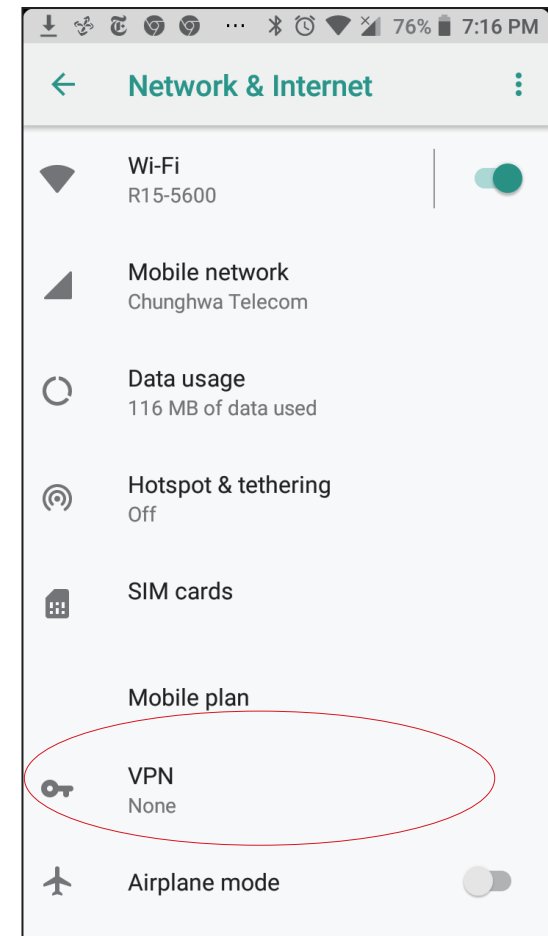 76% 7:16 PM
Network & Internet
Wi-Fi
R15-5600
Mobile network
Chunghwa Telecom
Data usage
116 MB of data used
Hotspot & tethering
Off
SIM cards
Mobile plan
VPN
None
Airplane mode